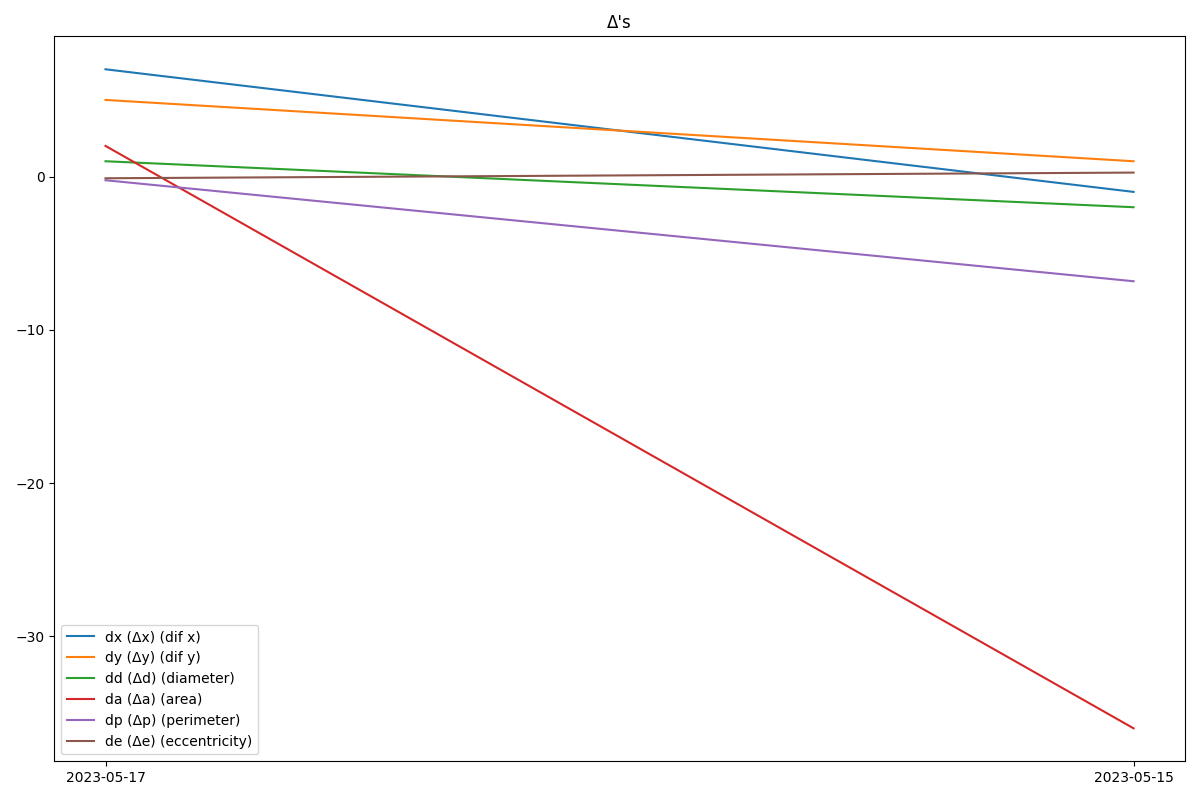 Δ's
0
−10
−20
−30
dx (Δx) (dif x)
dy (Δy) (dif y)
dd (Δd) (diameter)
da (Δa) (area)
dp (Δp) (perimeter)
de (Δe) (eccentricity)
2023-05-17
2023-05-15